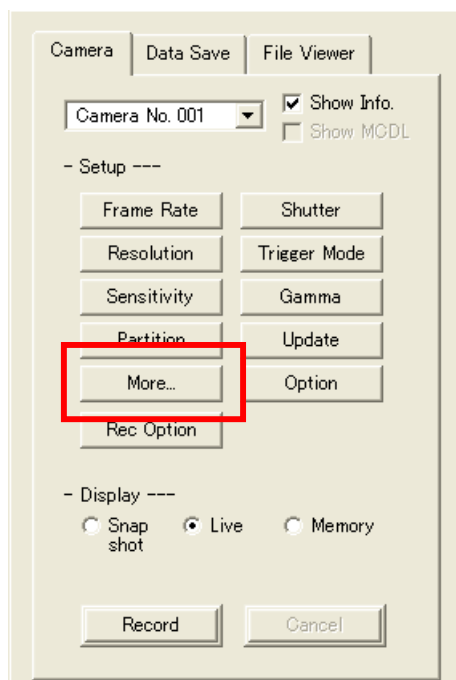 Camera Data Save File Viewer
Camera No. 001 Show Info.
Show MCDL
- Setup ---
Frame Rate Shutter
Resolution Trigger Mode
Sensitivity Gamma
Partition Update
More... Option
Rec Option
- Display ---
Snap shot Live Memory
Record Cancel